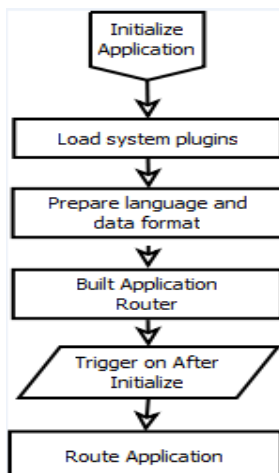 Initialize
Application
Load system plugins
Prepare language and
data format
Built Application
Router
Trigger on After
Initialize
Route Application